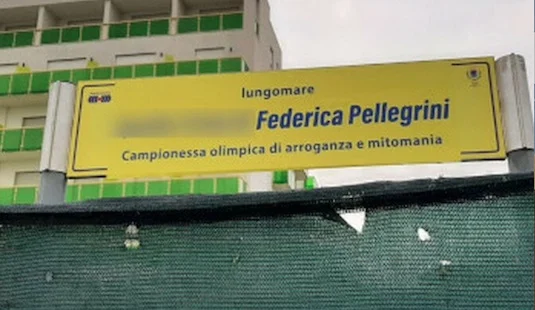 lungomare
Federica Pellegrini
Campionessa olimpica di arroganza e mitomania